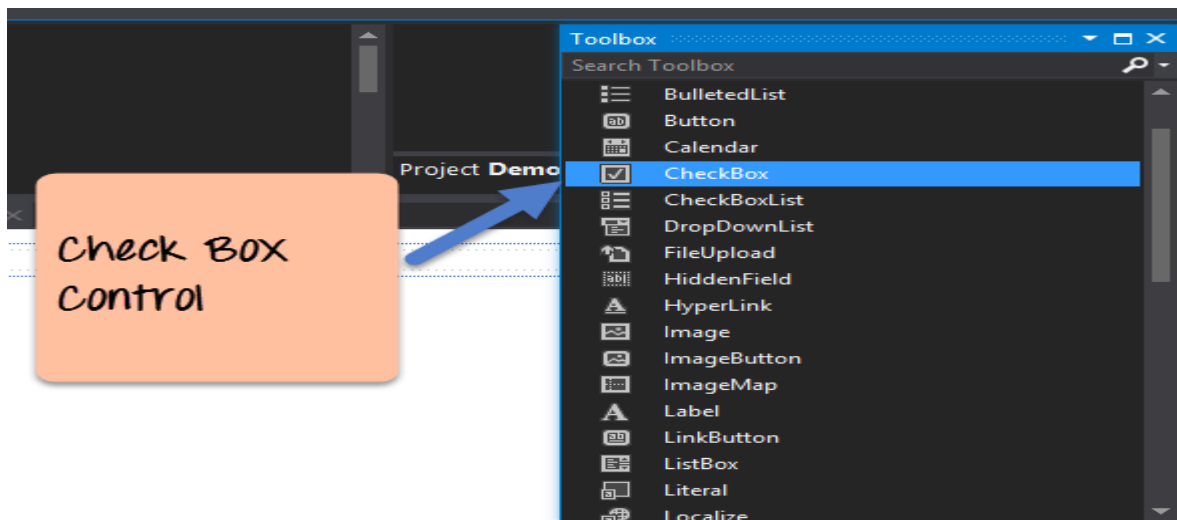 Toolbox
Search Toolbox
BulletedList
Button
Calendar
Project Demo
CheckBox
CheckBoxList
DropDownList
FileUpload
HiddenField
HyperLink
Image
ImageButton
ImageMap
Label
LinkButton
ListBox
Literal
Localize
Check Box
Control